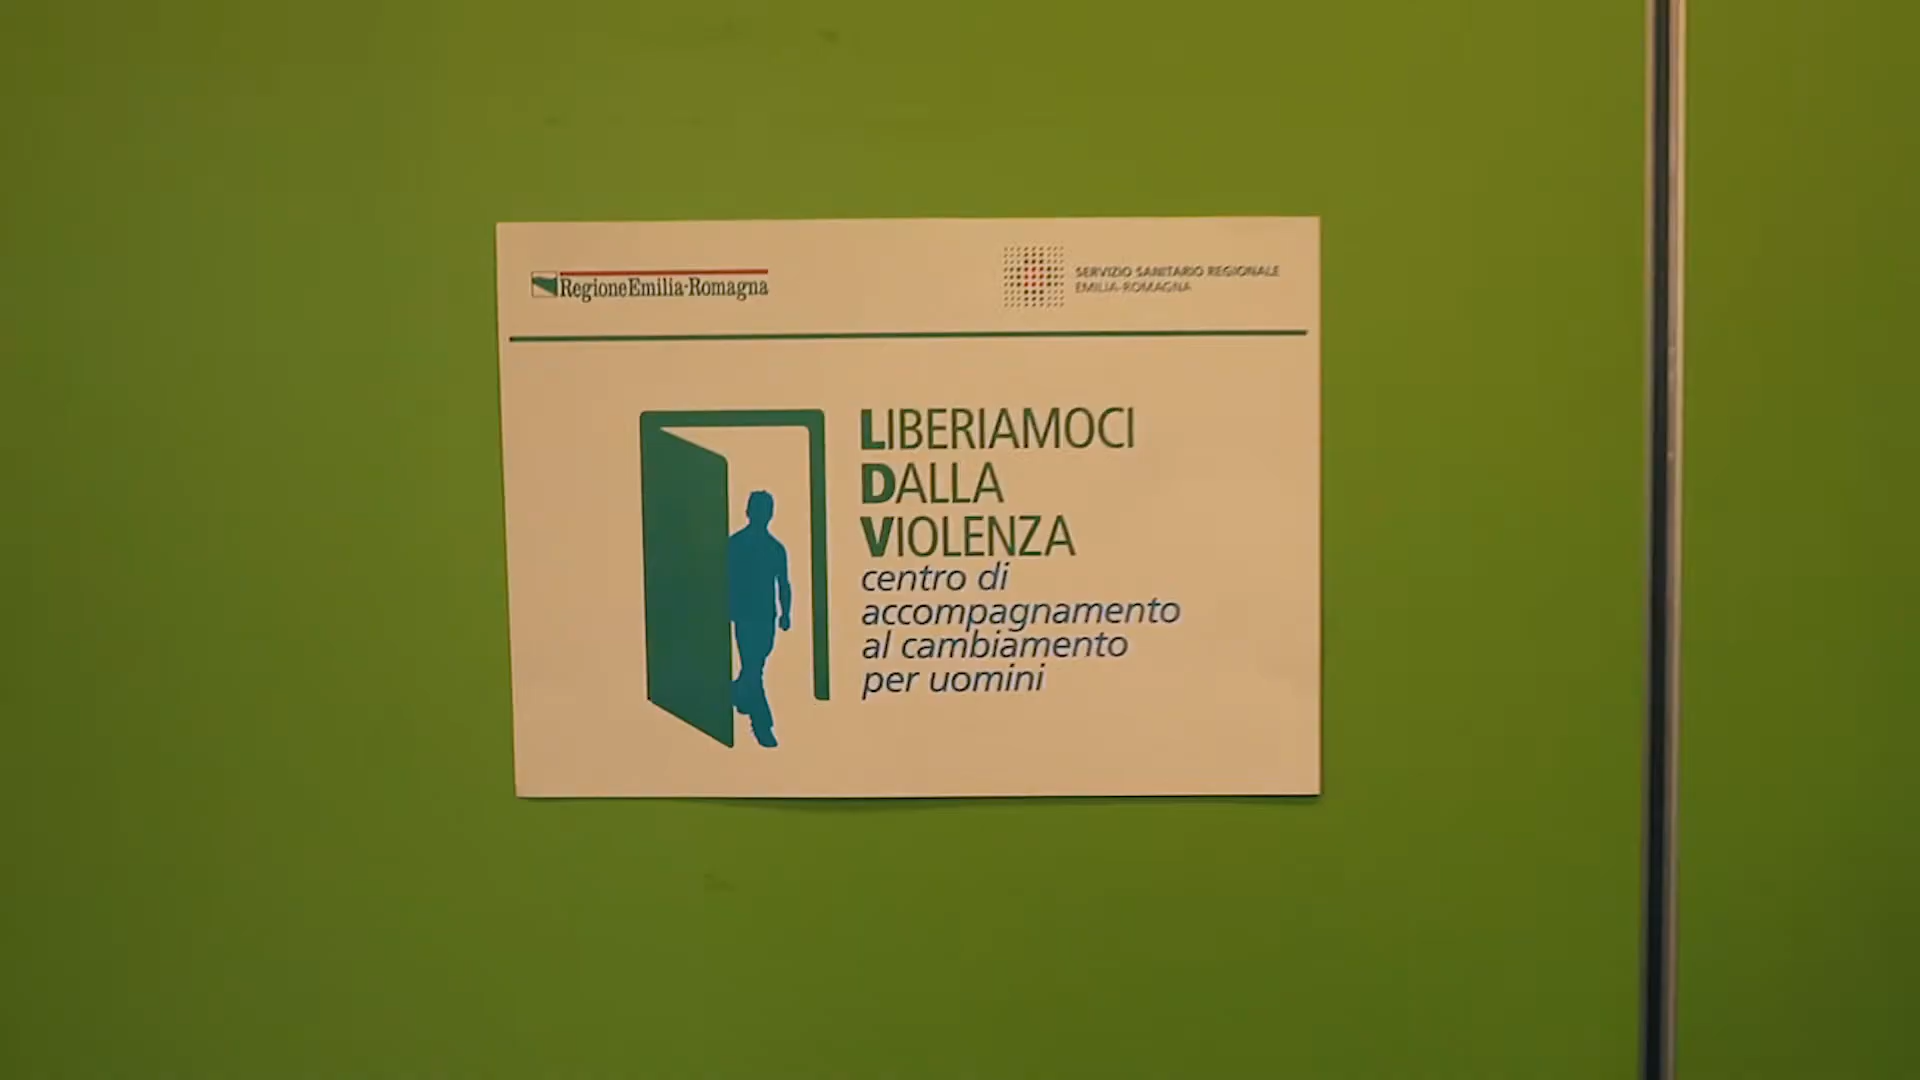 RegioneEmilia-Romagna
SERVIZIO SANITARIO REGIONALE
EMILIA-ROMAGNA
LIBERIAMOCI
DALLA
VIOLENZA
centro di
accompagnamento
al cambiamento
per uomini